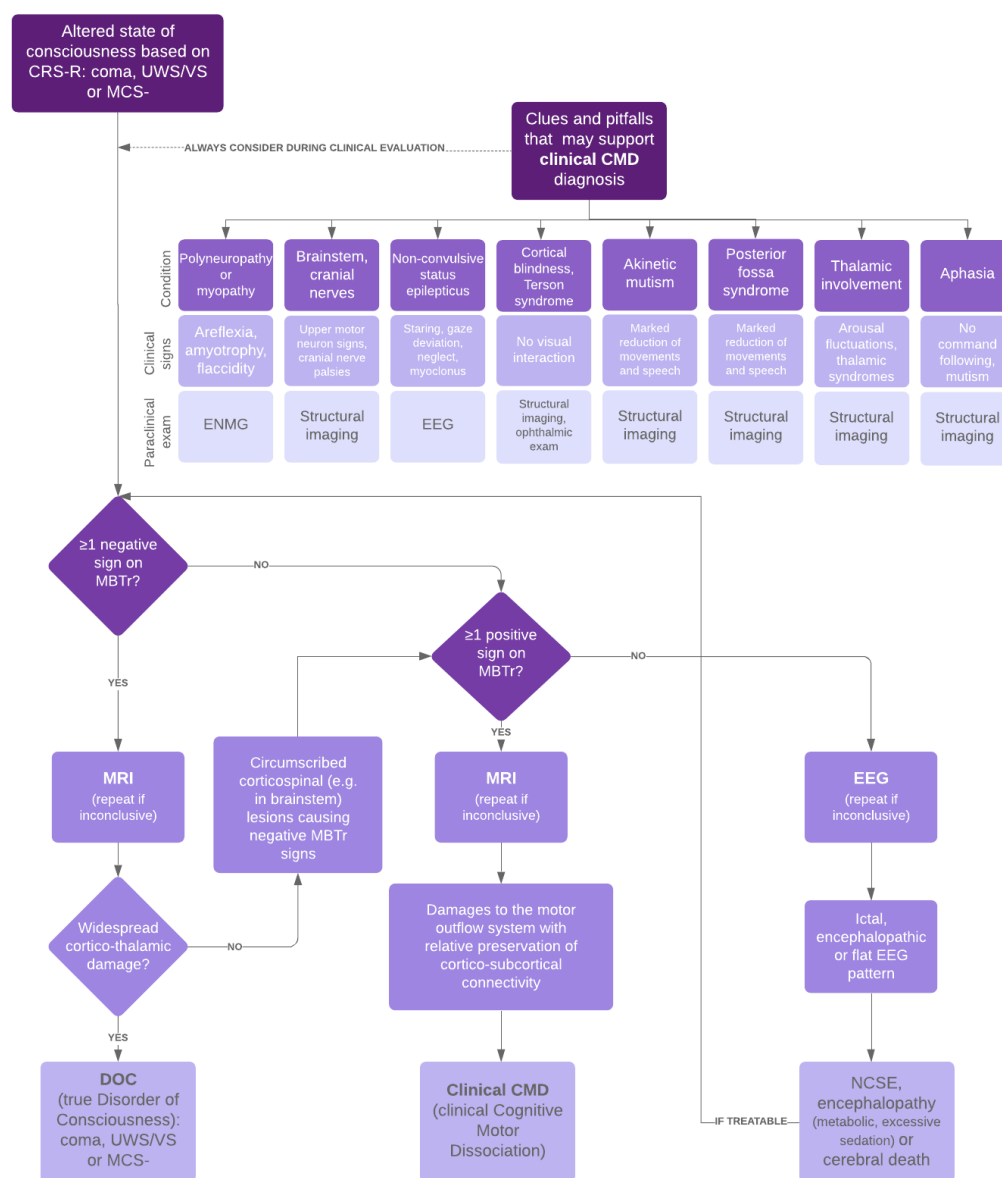 Altered state of
consciousness based on
CRS-R: coma, UWS/VS
or MCS-
Clues and pitfalls
that may support
clinical CMD
diagnosis
ALWAYS CONSIDER DURING CLINICAL EVALUATION
Condition
Polyneuropathy
or
myopathy
Brainstem,
cranial
nerves
Non-convulsive
status
epilepticus
Cortical
blindness,
Terson
syndrome
Akinetic
mutism
Posterior
fossa
syndrome
Thalamic
involvement
Aphasia
Clinical
signs
Areflexia,
amyotrophy,
flaccidity
Upper motor
neuron signs,
cranial nerve
palsies
Staring, gaze
deviation,
neglect,
myoclonus
No visual
interaction
Marked
reduction of
movements
and speech
Marked
reduction of
movements
and speech
Arousal
fluctuations,
thalamic
syndromes
No
command
following,
mutism
Paraclinical
exam
ENMG
Structural
imaging
EEG
Structural
imaging,
ophthalmic
exam
Structural
imaging
Structural
imaging
Structural
imaging
Structural
imaging
≥1 negative
sign on
MBTr?
NO
YES
≥1 positive
sign on
MBTr?
NO
YES
MRI
(repeat if
inconclusive)
Circumscribed
corticospinal (e.g.
in brainstem)
lesions causing
negative MBTr
signs
MRI
(repeat if
inconclusive)
EEG
(repeat if
inconclusive)
Widespread
cortico-thalamic
damage?
NO
YES
Damages to the motor
outflow system with
relative preservation of
cortico-subcortical
connectivity
Ictal,
encephalopathic
or flat EEG
pattern
DOC
(true Disorder of
Consciousness):
coma, UWS/VS
or MCS-
Clinical CMD
(clinical Cognitive
Motor
Dissociation)
IF TREATABLE
NCSE,
encephalopathy
(metabolic, excessive
sedation) or
cerebral death